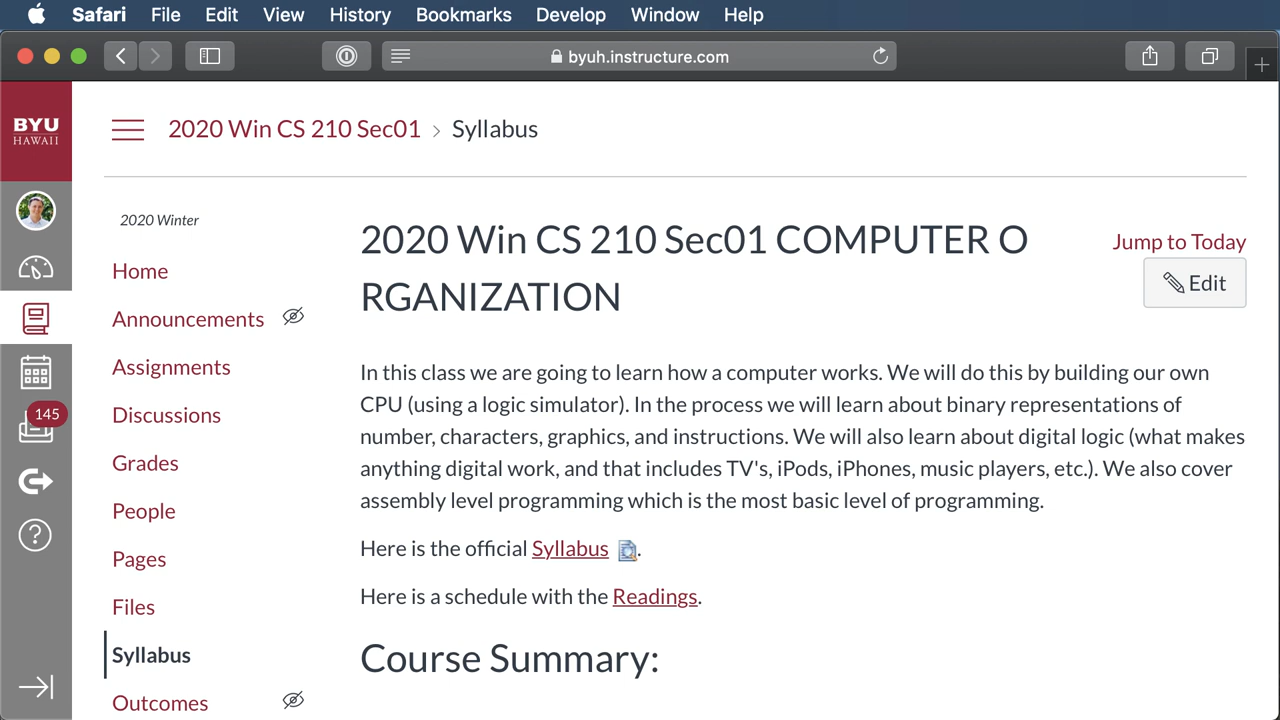 Safari File Edit View History Bookmarks Develop Window Help
byuh.instructure.com
BYU
HAWAII
2020 Win CS 210 Sec01 › Syllabus
2020 Winter
Home
Announcements
Assignments
Discussions
Grades
People
Pages
Files
Syllabus
Outcomes
145
2020 Win CS 210 Sec01 COMPUTER O
RGANIZATION
Jump to Today
Edit
In this class we are going to learn how a computer works. We will do this by building our own
CPU (using a logic simulator). In the process we will learn about binary representations of
number, characters, graphics, and instructions. We will also learn about digital logic (what makes
anything digital work, and that includes TV's, iPods, iPhones, music players, etc.). We also cover
assembly level programming which is the most basic level of programming.
Here is the official Syllabus .
Here is a schedule with the Readings.
Course Summary: